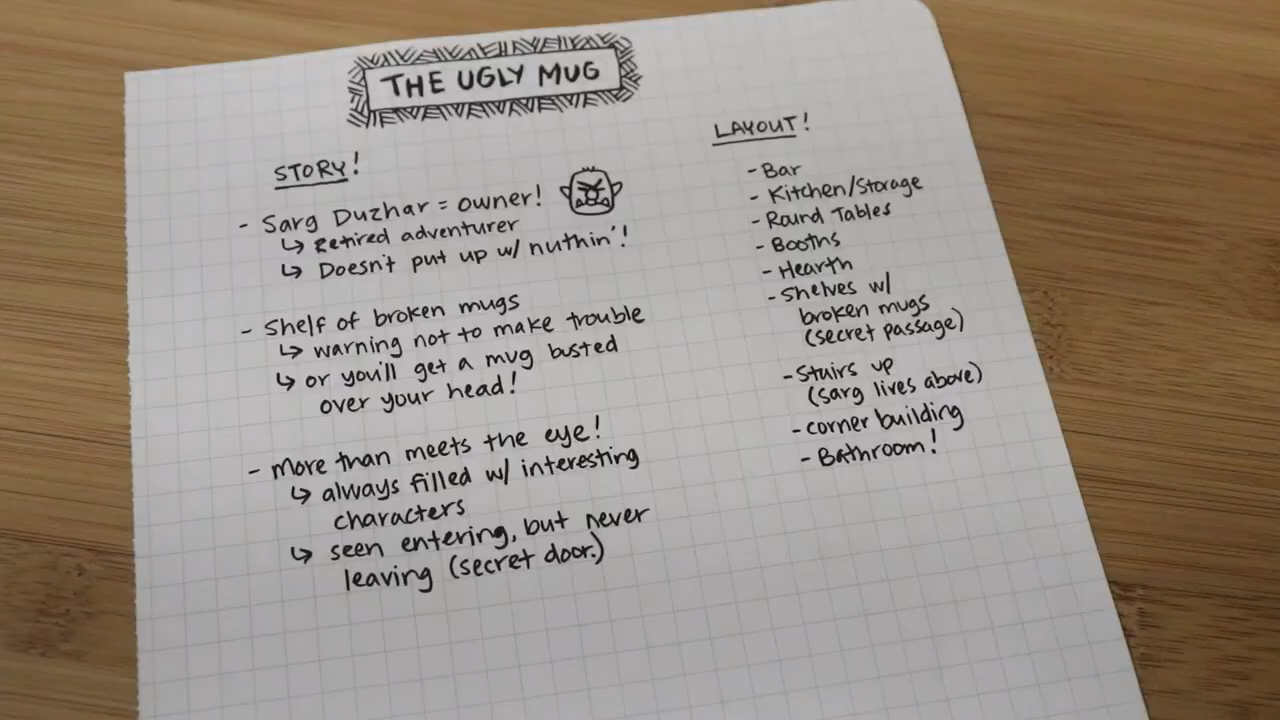 THE UGLY MUG
STORY!
- Sarg Duzhar = owner!
↳ Retired adventurer
↳ Doesn't put up w/ nuthin'!
- Shelf of broken mugs
↳ warning not to make trouble
↳ or you'll get a mug busted
over your head!
- More than meets the eye!
↳ always filled w/ interesting
characters
↳ seen entering, but never
leaving (secret door.)
LAYOUT!
- Bar
- Kitchen/Storage
- Round Tables
- Booths
- Hearth
- Shelves w/
broken mugs
(secret passage)
- Stairs up
(Sarg lives above)
- corner building
- Bathroom!